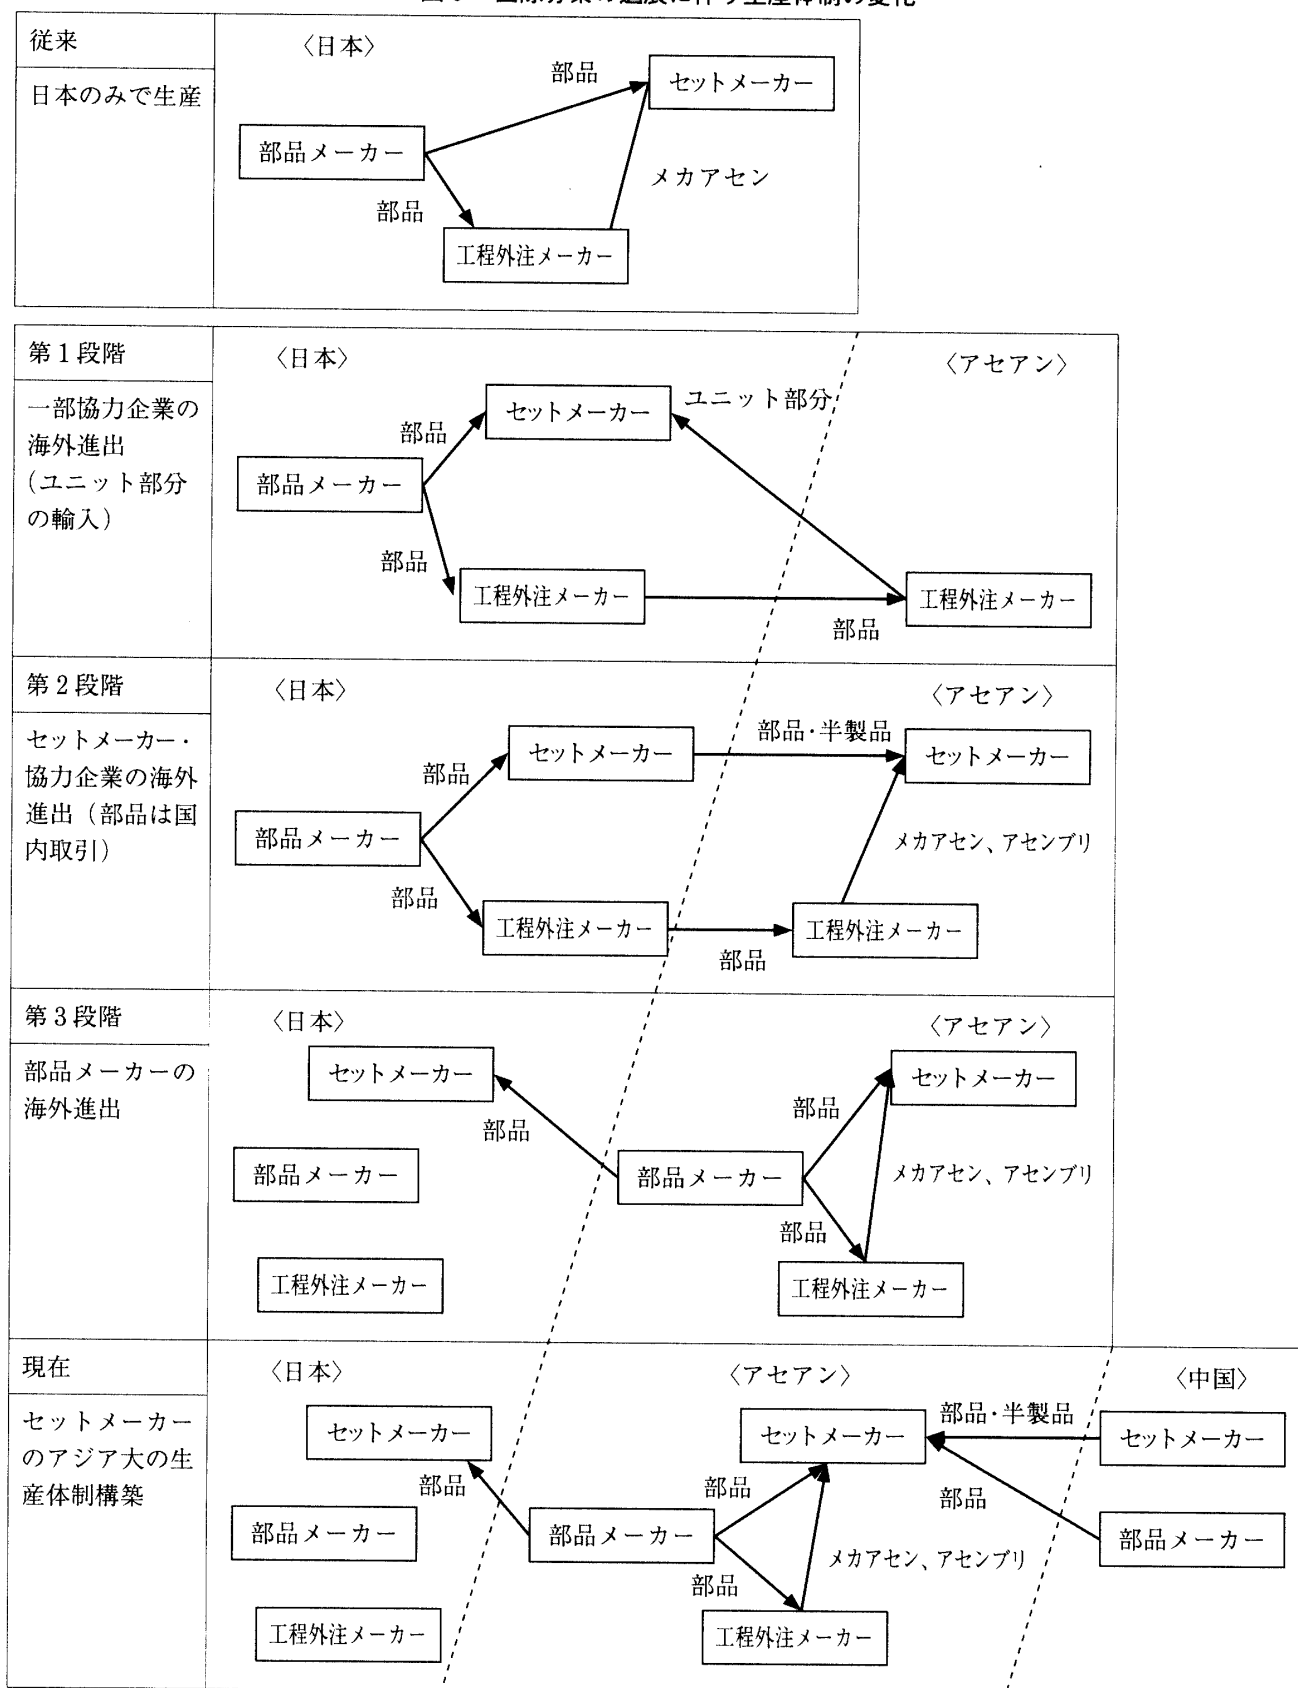 従来
日本のみで生産
〈日本〉
部品
セットメーカー
部品メーカー
メカアセン
部品
工程外注メーカー
第1段階
一部協力企業の
海外進出
(ユニット部分
の輸入)
〈日本〉
〈アセアン〉
セットメーカー
ユニット部分
部品
部品メーカー
部品
工程外注メーカー
工程外注メーカー
部品
第2段階
セットメーカー・
協力企業の海外
進出(部品は国
内取引)
〈日本〉
〈アセアン〉
部品・半製品
セットメーカー
セットメーカー
部品
部品メーカー
メカアセン、アセンブリ
部品
工程外注メーカー
工程外注メーカー
部品
第3段階
部品メーカーの
海外進出
〈日本〉
〈アセアン〉
セットメーカー
セットメーカー
部品
部品
部品メーカー
部品メーカー
メカアセン、アセンブリ
部品
工程外注メーカー
工程外注メーカー
現在
セットメーカー
のアジア大の生
産体制構築
〈日本〉
〈アセアン〉
〈中国〉
部品・半製品
セットメーカー
セットメーカー
セットメーカー
部品
部品
部品
部品メーカー
部品メーカー
部品メーカー
メカアセン、アセンブリ
部品
工程外注メーカー
工程外注メーカー